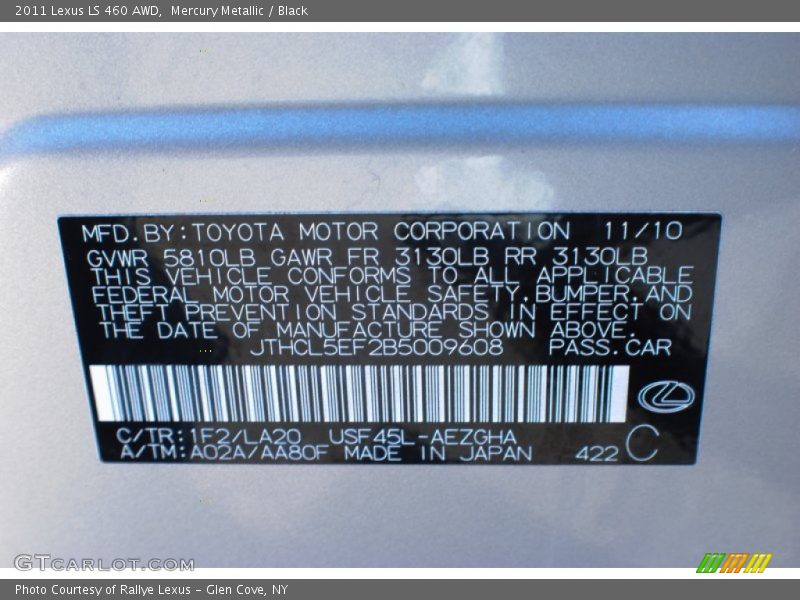 2011 Lexus LS 460 AWD, Mercury Metallic / Black
MFD.BY:TOYOTA MOTOR CORPORATION 11/10
GVWR 5810LB GAWR FR 3130LB RR 3130LB
THIS VEHICLE CONFORMS TO ALL APPLICABLE
FEDERAL MOTOR VEHICLE SAFETY,BUMPER,AND
THEFT PREVENTION STANDARDS IN EFFECT ON
THE DATE OF MANUFACTURE SHOWN ABOVE.
JTHCL5EF2B5009608 PASS.CAR
C/TR:1F2/LA20 USF45L-AEZGHA
A/TM:A02A/AA80F MADE IN JAPAN 422 C
GTCARLOT.COM
Photo Courtesy of Rallye Lexus - Glen Cove, NY